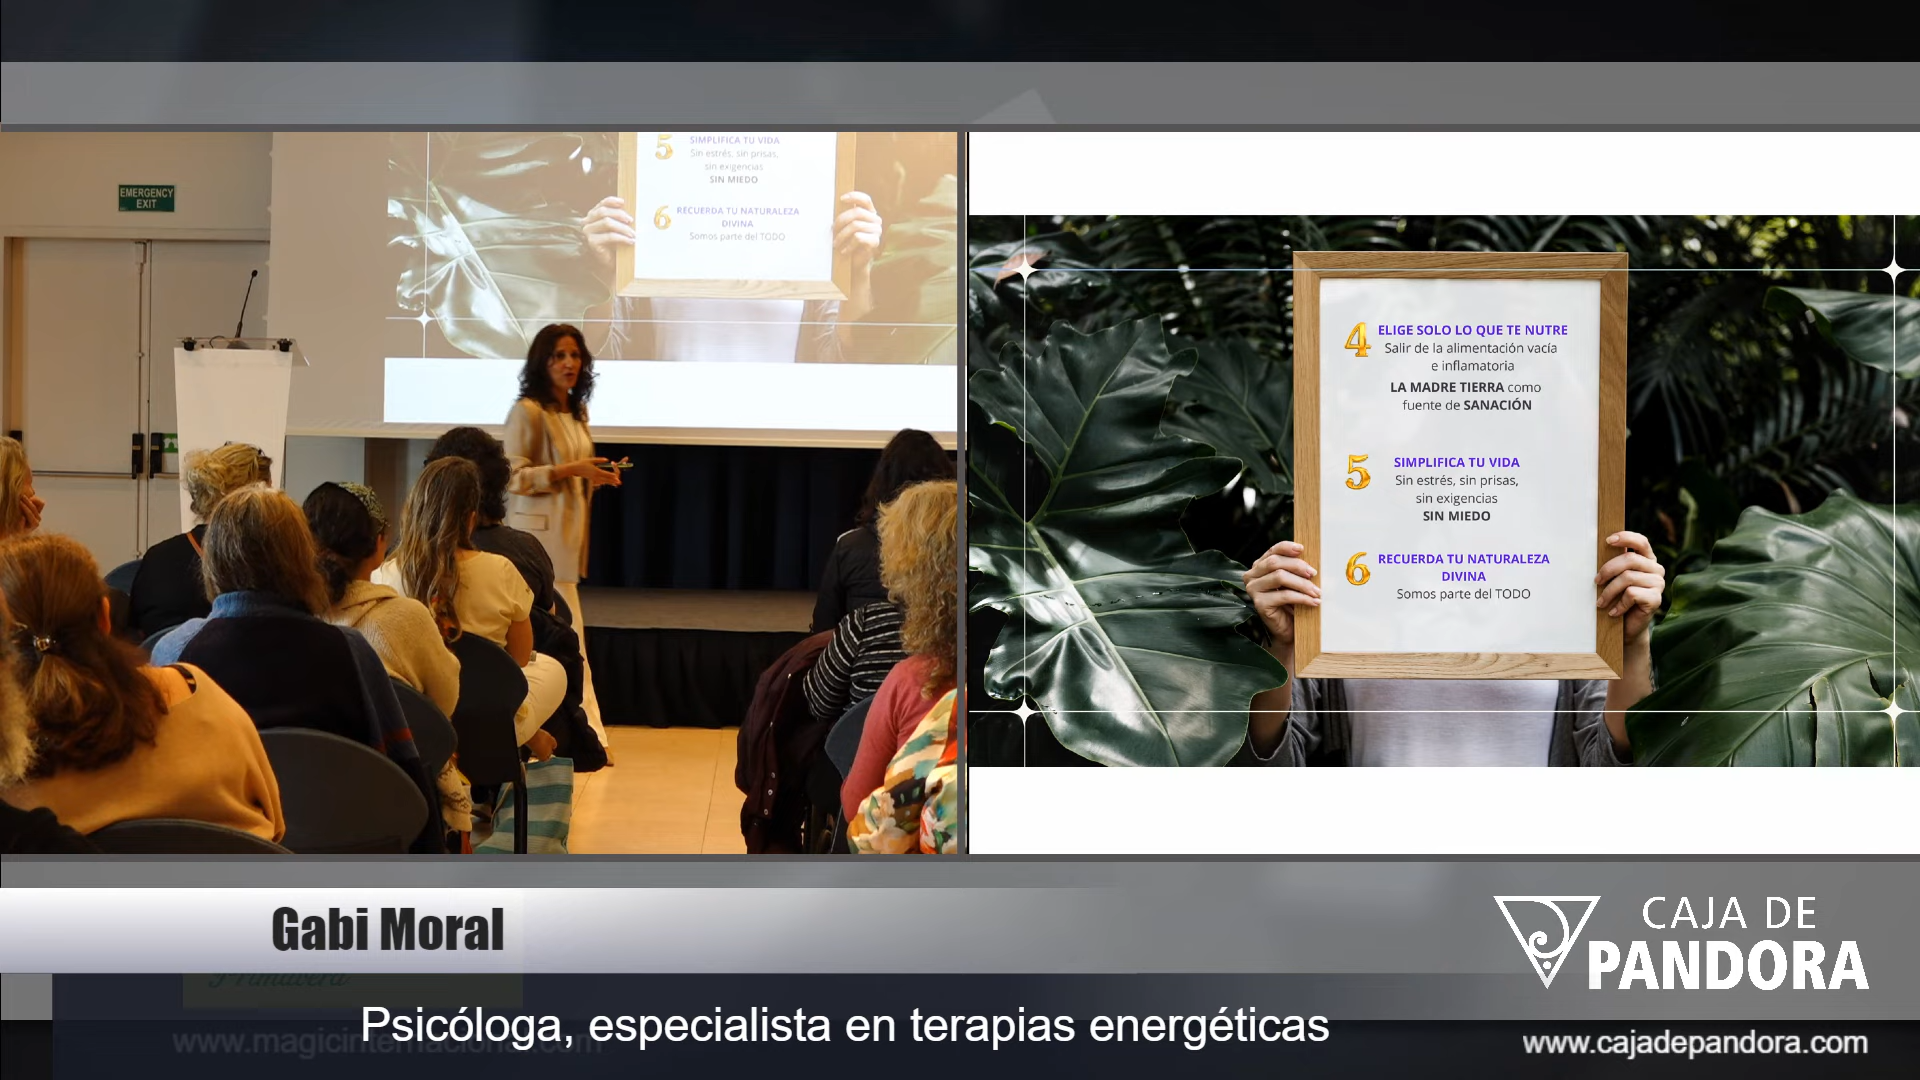 EMERGENCY
EXIT
5
SIMPLIFICA TU VIDA
Sin estrés, sin prisas,
sin exigencias
SIN MIEDO
6
RECUERDA TU NATURALEZA
DIVINA
Somos parte del TODO
4
ELIGE SOLO LO QUE TE NUTRE
Salir de la alimentación vacía
e inflamatoria
LA MADRE TIERRA como
fuente de SANACIÓN
5
SIMPLIFICA TU VIDA
Sin estrés, sin prisas,
sin exigencias
SIN MIEDO
6
RECUERDA TU NATURALEZA
DIVINA
Somos parte del TODO
Gabi Moral
CAJA DE
PANDORA
Primavera
Psicóloga, especialista en terapias energéticas
www.magicinternacional.com
www.cajadepandora.com